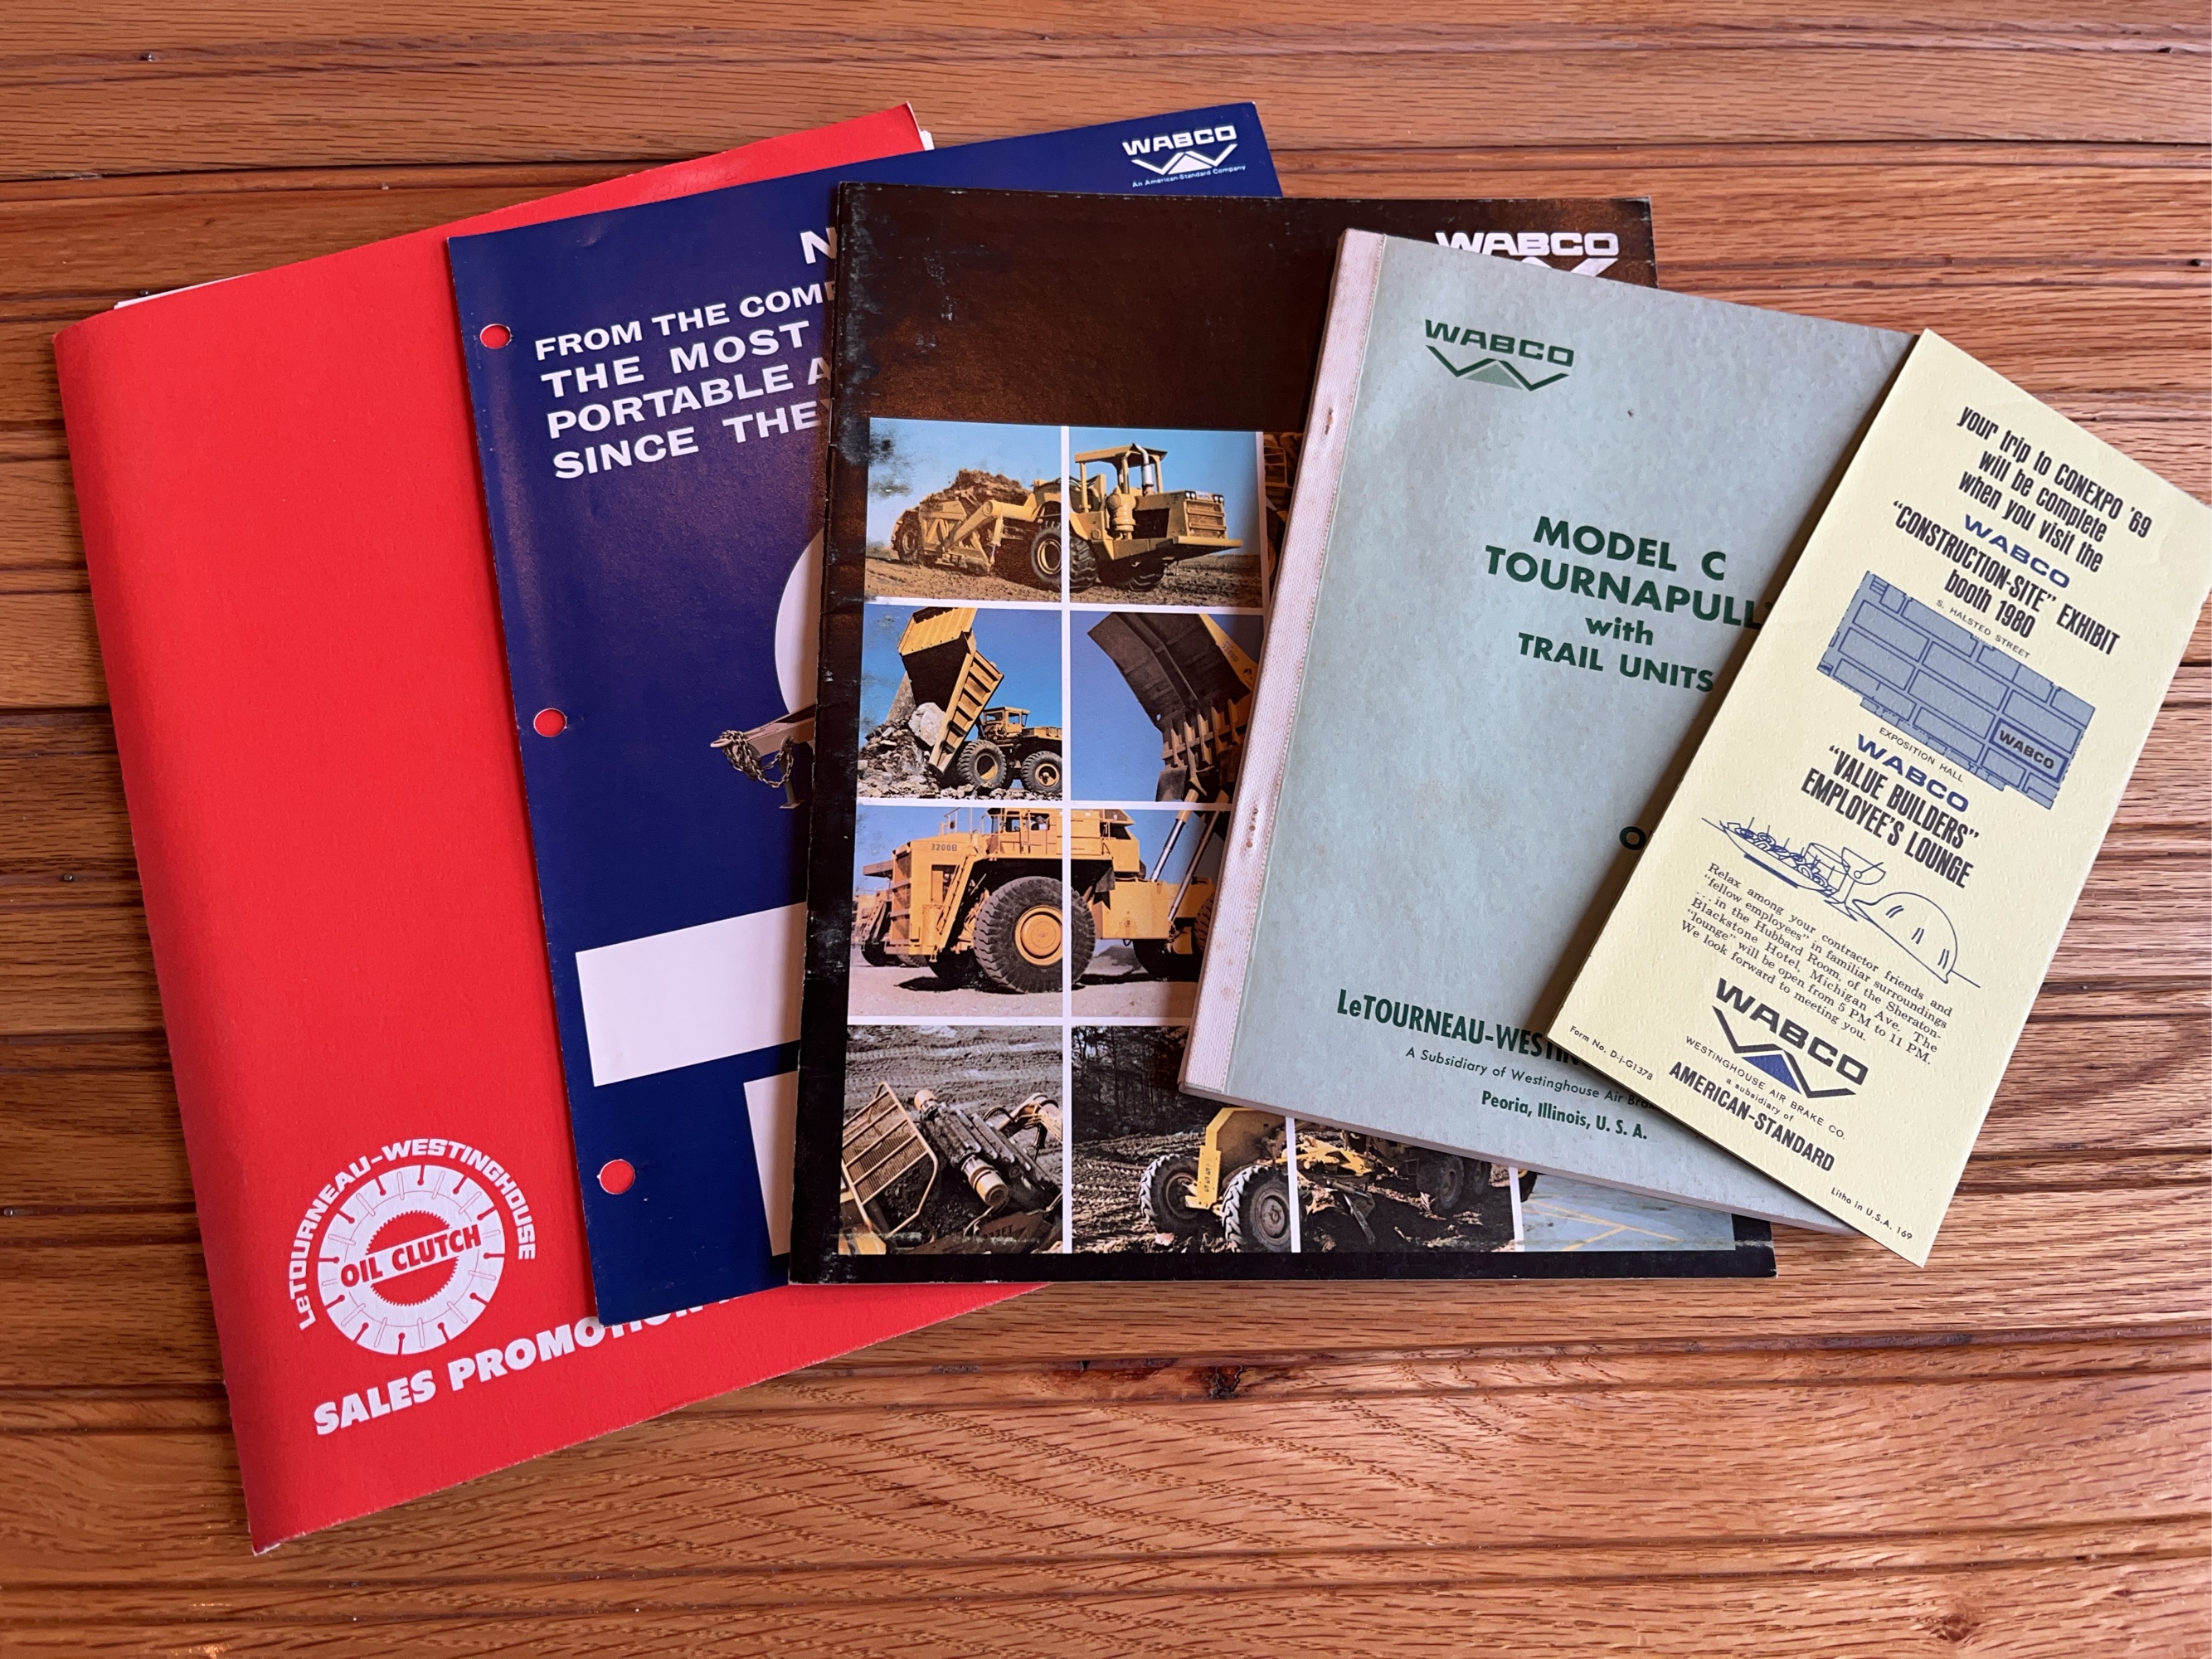 LeTOURNEAU-WESTINGHOUSE
OIL CLUTCH
SALES PROMOTION
WABCO
An American-Standard Company
FROM THE
THE MOST
PORTABLE
SINCE
WABCO
3200B
WABCO
MODEL C
TOURNAPULL
with
TRAIL UNITS
LeTOURNEAU-
A Subsidiary of Westinghouse Air
Peoria, Illinois, U. S. A.
your trip to CONEXPO '69
will be complete
when you visit the
WABCO
"CONSTRUCTION-SITE" EXHIBIT
booth 1980
S. HALSTED STREET
WABCO
EXPOSITION HALL
WABCO
"VALUE BUILDERS"
EMPLOYEE'S LOUNGE
Relax among your contractor friends and
"fellow employees" in familiar surroundings
. . . in the Hubbard Room, of the Sheraton-
Blackstone Hotel, Michigan Ave. The
"lounge" will be open from 5 PM to 11 PM.
We look forward to meeting you.
WABCO
WESTINGHOUSE AIR BRAKE CO.
a subsidiary of
AMERICAN-STANDARD
Form No. D-j-G1378
Litho in U.S.A. 169